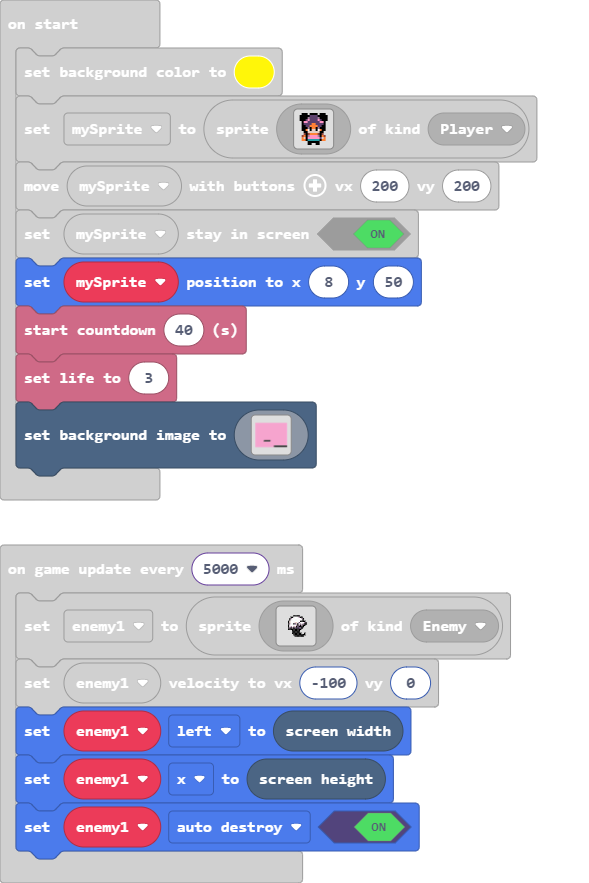 on start
set background color to
set mySprite to sprite of kind Player
move mySprite with buttons vx 200 vy 200
set mySprite stay in screen ON
set mySprite position to x 8 y 50
start countdown 40 (s)
set life to 3
set background image to
on game update every 5000 ms
set enemy1 to sprite of kind Enemy
set enemy1 velocity to vx -100 vy 0
set enemy1 left to screen width
set enemy1 x to screen height
set enemy1 auto destroy ON